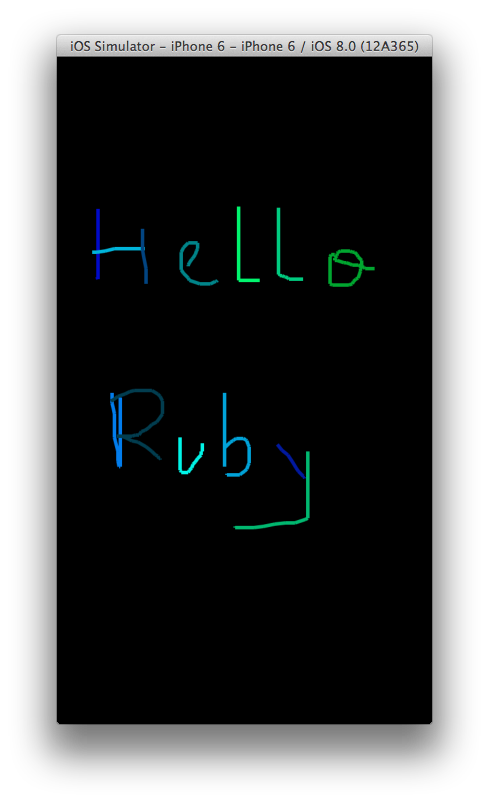 iOS Simulator – iPhone 6 – iPhone 6 / iOS 8.0 (12A365)
Hello
Ruby